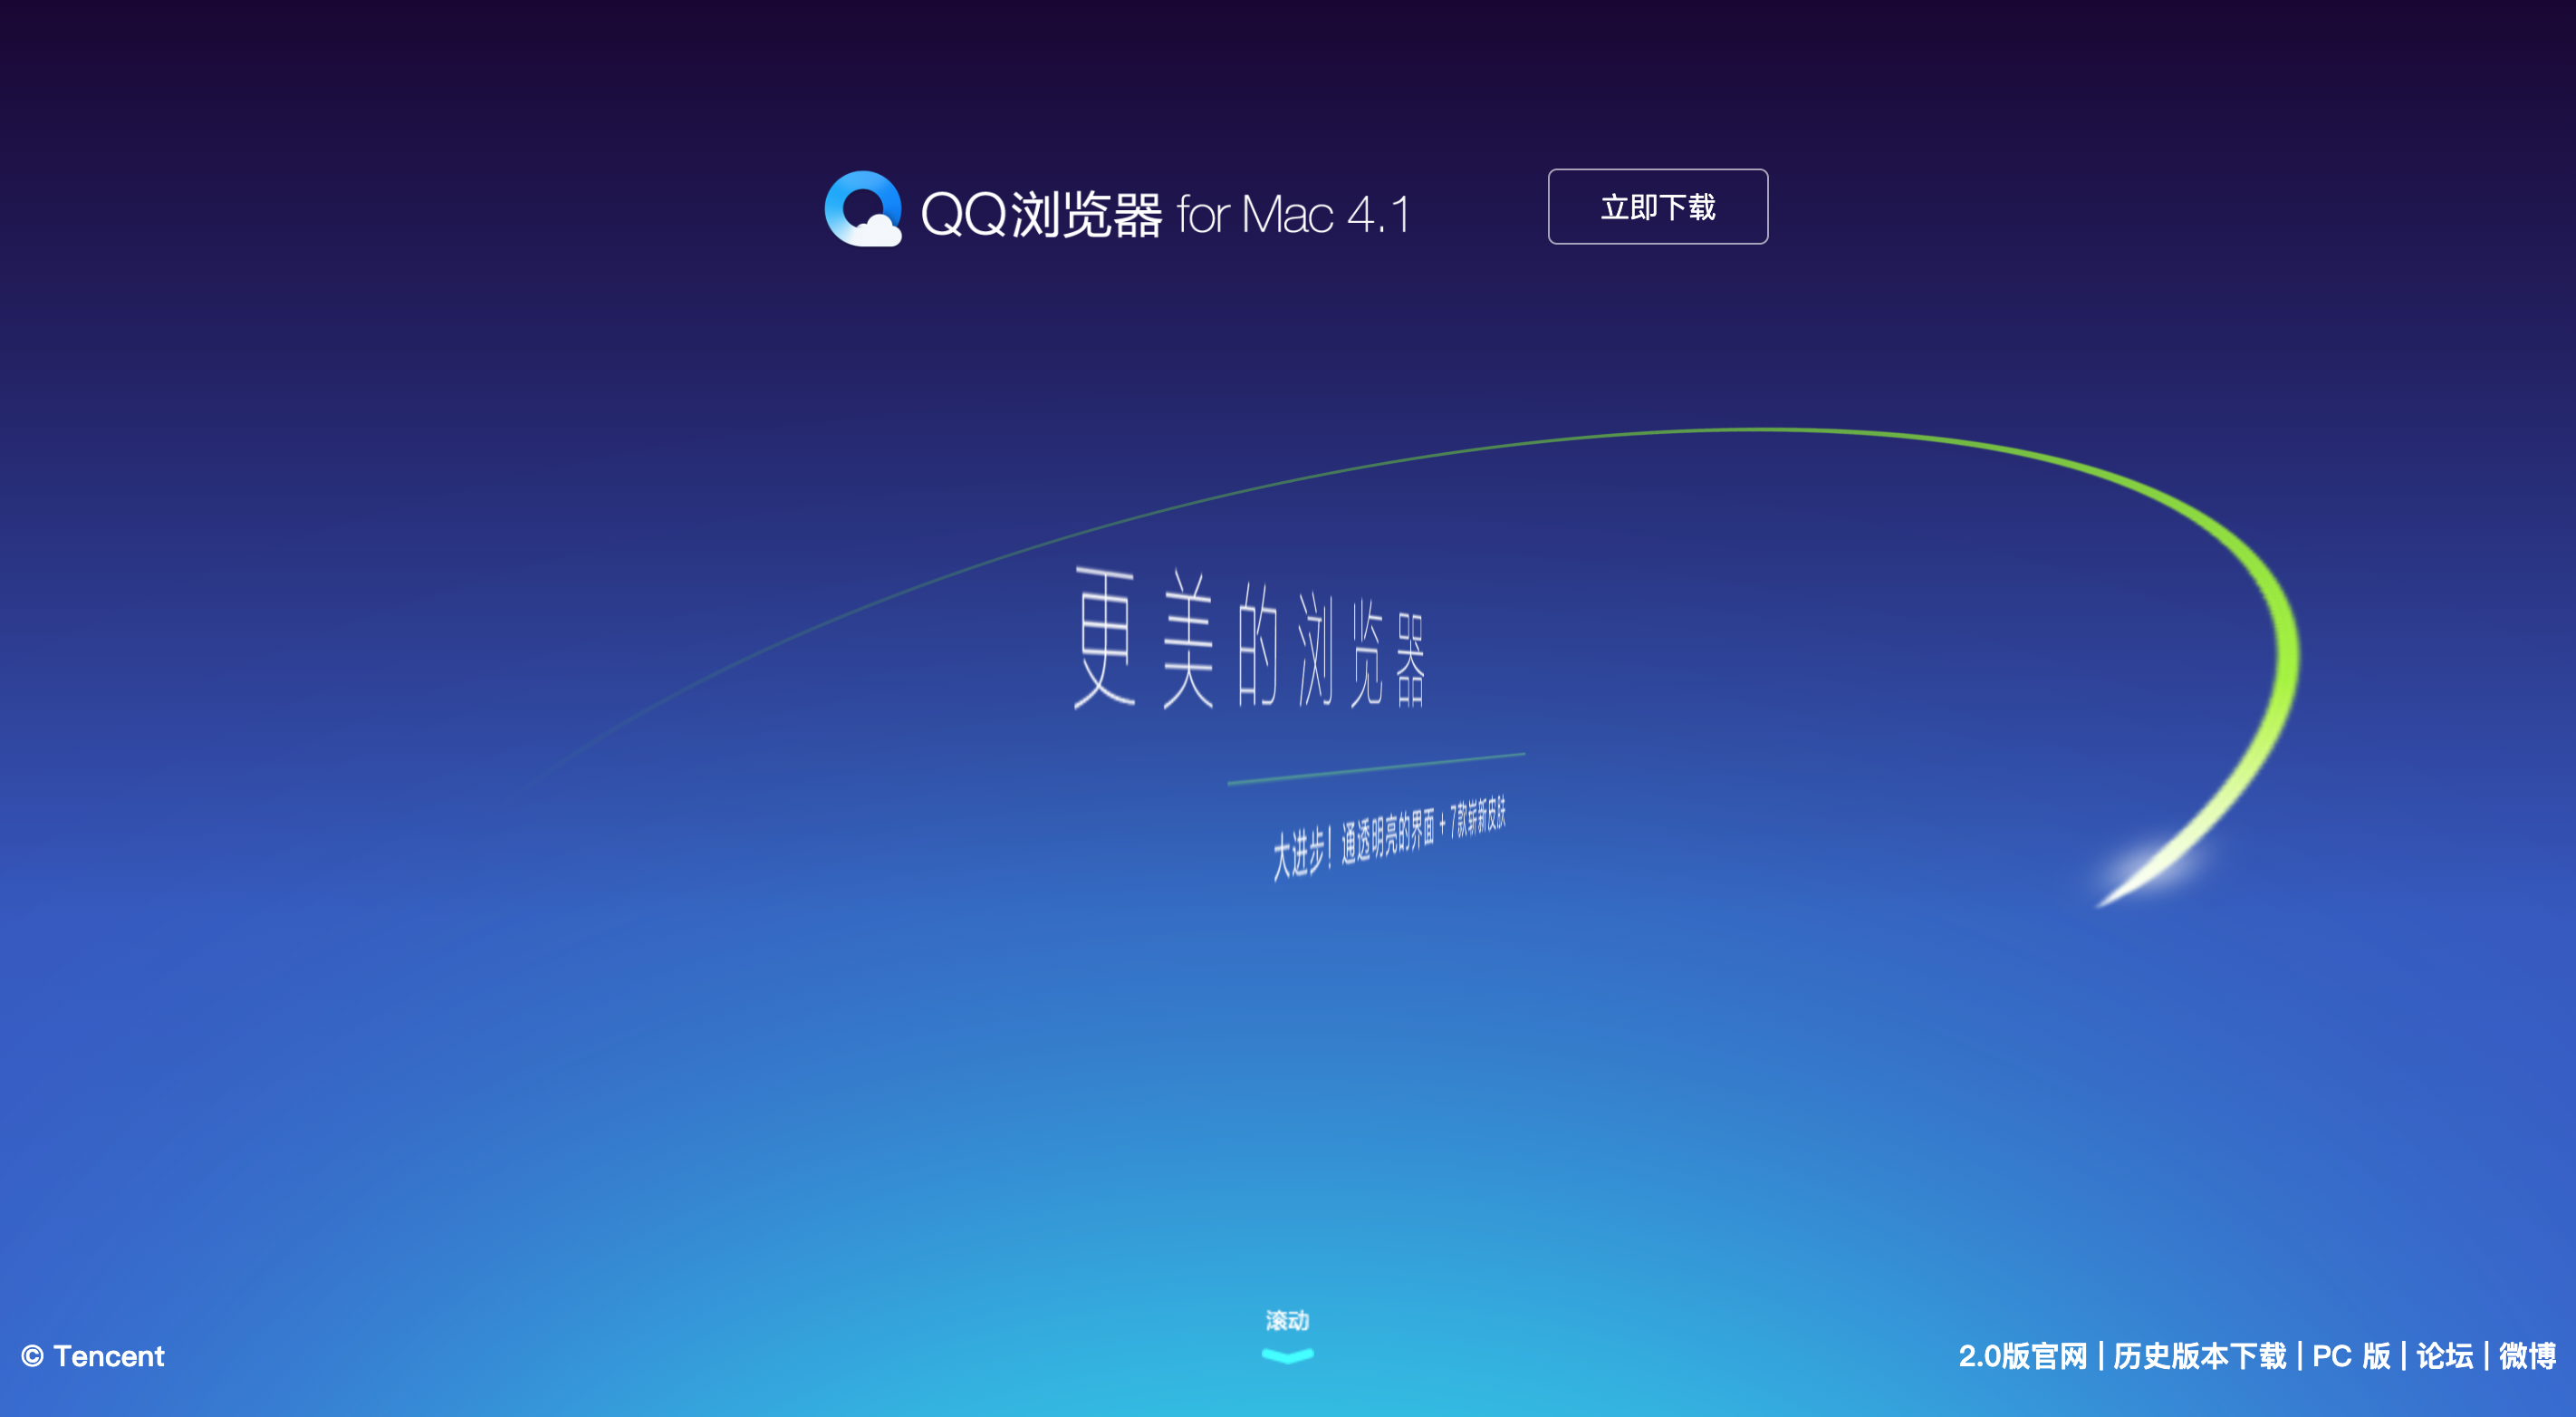 QQ浏览器 for Mac 4.1
立即下载
更美的浏览器
大进步！通透明亮的界面 + 7款崭新皮肤
滚动
© Tencent
2.0版官网 | 历史版本下载 | PC 版 | 论坛 | 微博